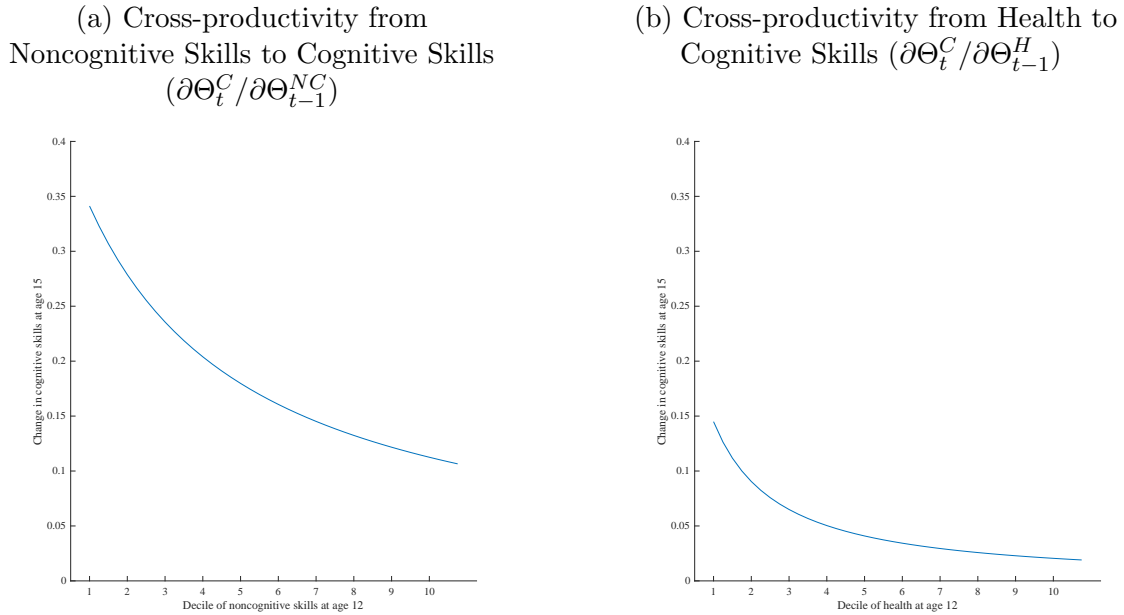 (a) Cross-productivity from
Noncognitive Skills to Cognitive Skills
(∂Θ_t^C/∂Θ_{t−1}^{NC})
0.4
0.35
0.3
0.25
0.2
0.15
0.1
0.05
0
Change in cognitive skills at age 15
1 2 3 4 5 6 7 8 9 10
Decile of noncognitive skills at age 12
(b) Cross-productivity from Health to
Cognitive Skills (∂Θ_t^C/∂Θ_{t−1}^H)
0.4
0.35
0.3
0.25
0.2
0.15
0.1
0.05
0
Change in cognitive skills at age 15
1 2 3 4 5 6 7 8 9 10
Decile of health at age 12